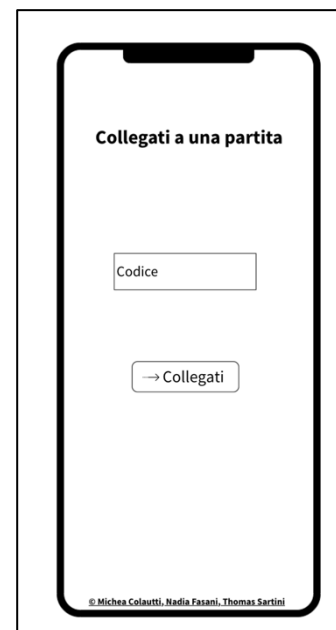 Collegati a una partita
Codice
→ Collegati
© Michea Colautti, Nadia Fasani, Thomas Sartini